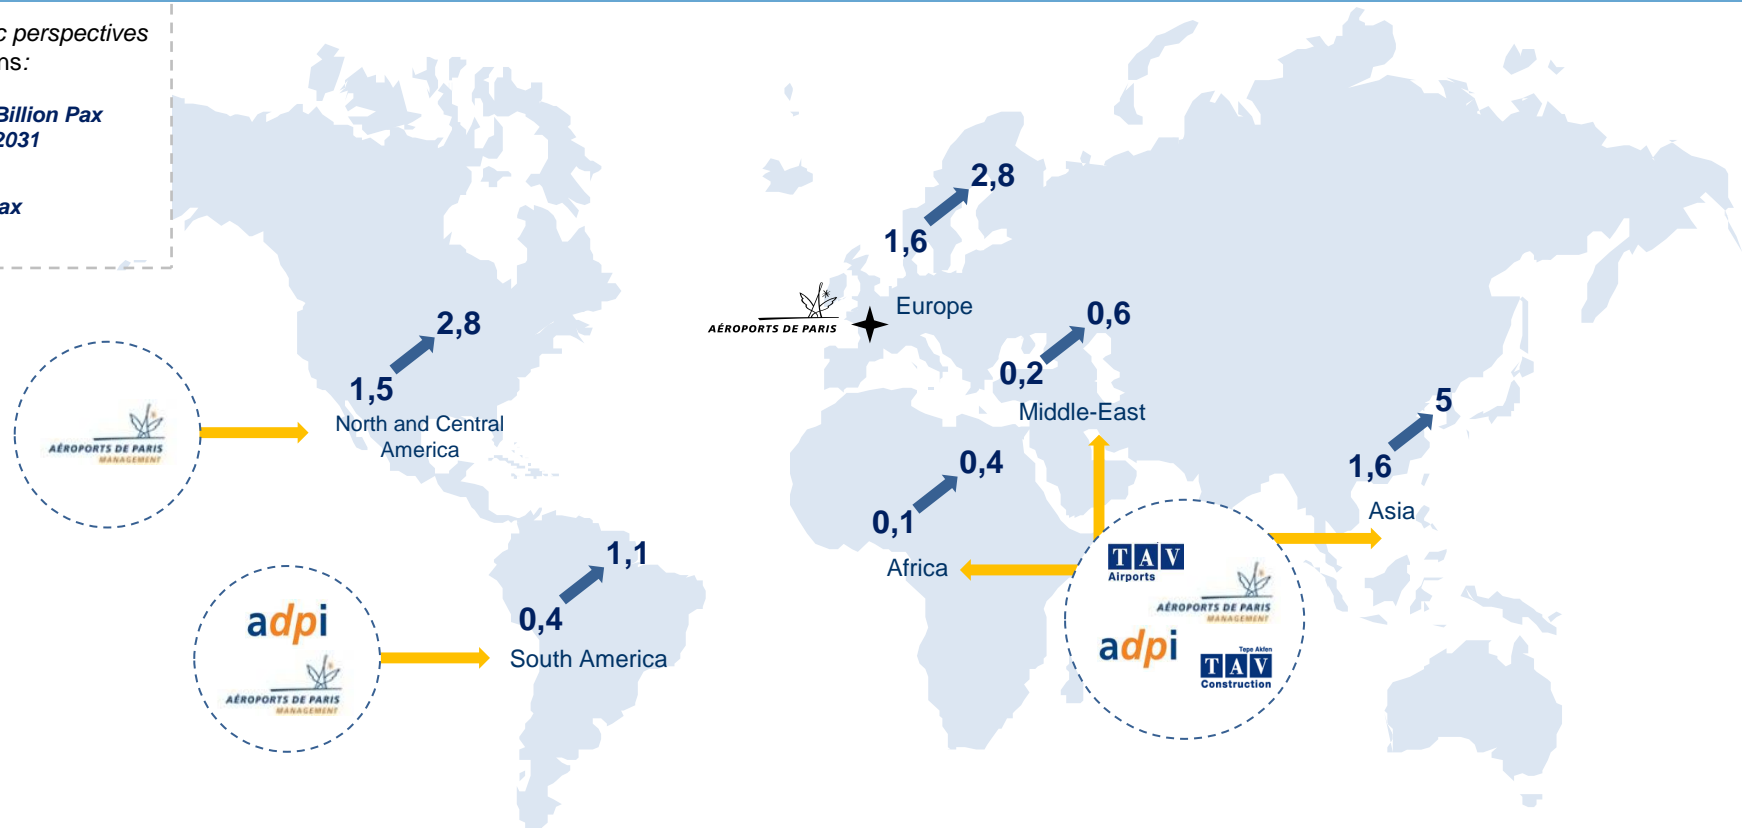 c perspectives
ns:
Billion Pax
2031
ax
2,8
1,6
Europe
AÉROPORTS DE PARIS
2,8
1,5
North and Central
America
0,6
0,2
Middle-East
5
1,6
Asia
AÉROPORTS DE PARIS
MANAGEMENT
0,4
0,1
Africa
1,1
0,4
South America
adpi
AÉROPORTS DE PARIS
MANAGEMENT
TAV
Airports
AÉROPORTS DE PARIS
MANAGEMENT
adpi
Tepe Akfen
TAV
Construction